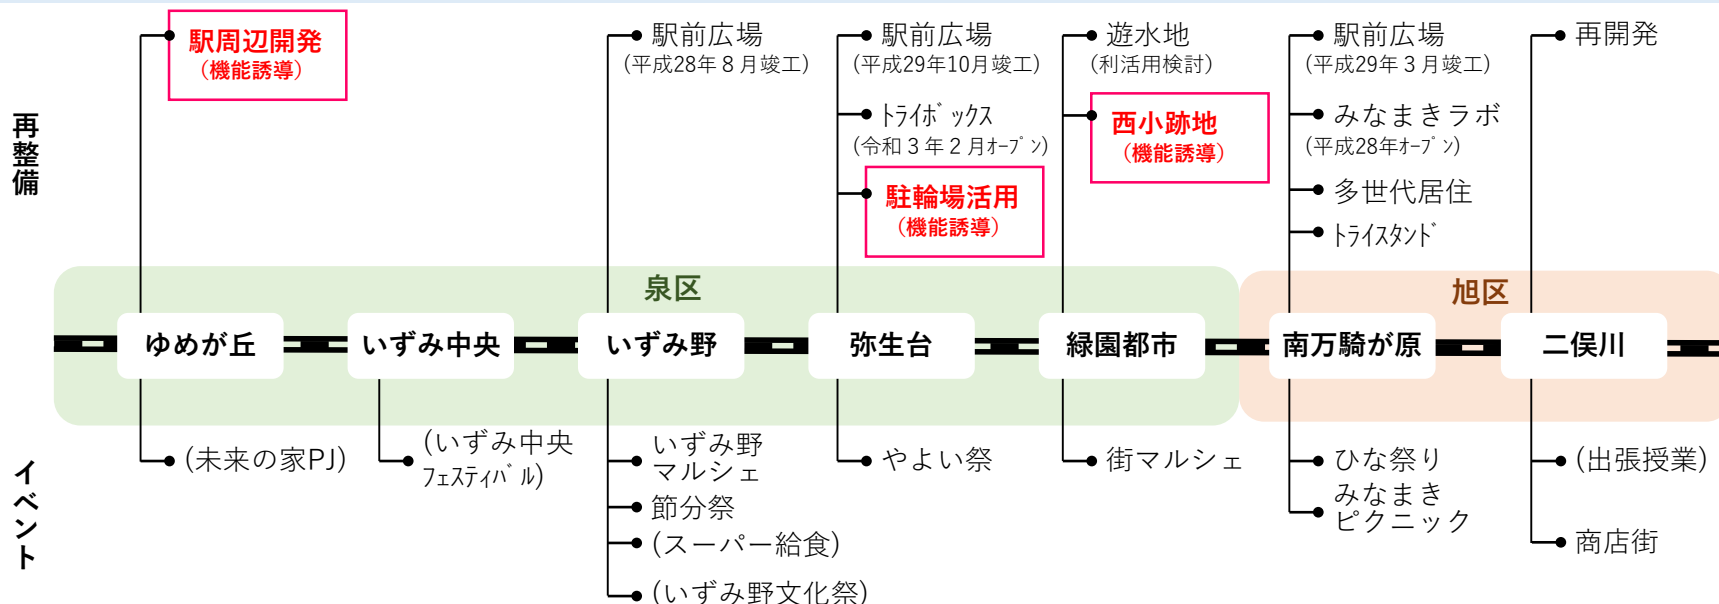 再整備
駅周辺開発
(機能誘導)
駅前広場
(平成28年8月竣工)
駅前広場
(平成29年10月竣工)
トライボックス
(令和3年2月オープン)
駐輪場活用
(機能誘導)
遊水地
(利活用検討)
西小跡地
(機能誘導)
駅前広場
(平成29年3月竣工)
みなまきラボ
(平成28年オープン)
多世代居住
トライスタンド
再開発
泉区
旭区
ゆめが丘
いずみ中央
いずみ野
弥生台
緑園都市
南万騎が原
二俣川
イベント
(未来の家PJ)
(いずみ中央
フェスティバル)
いずみ野
マルシェ
節分祭
(スーパー給食)
(いずみ野文化祭)
やよい祭
街マルシェ
ひな祭り
みなまき
ピクニック
(出張授業)
商店街